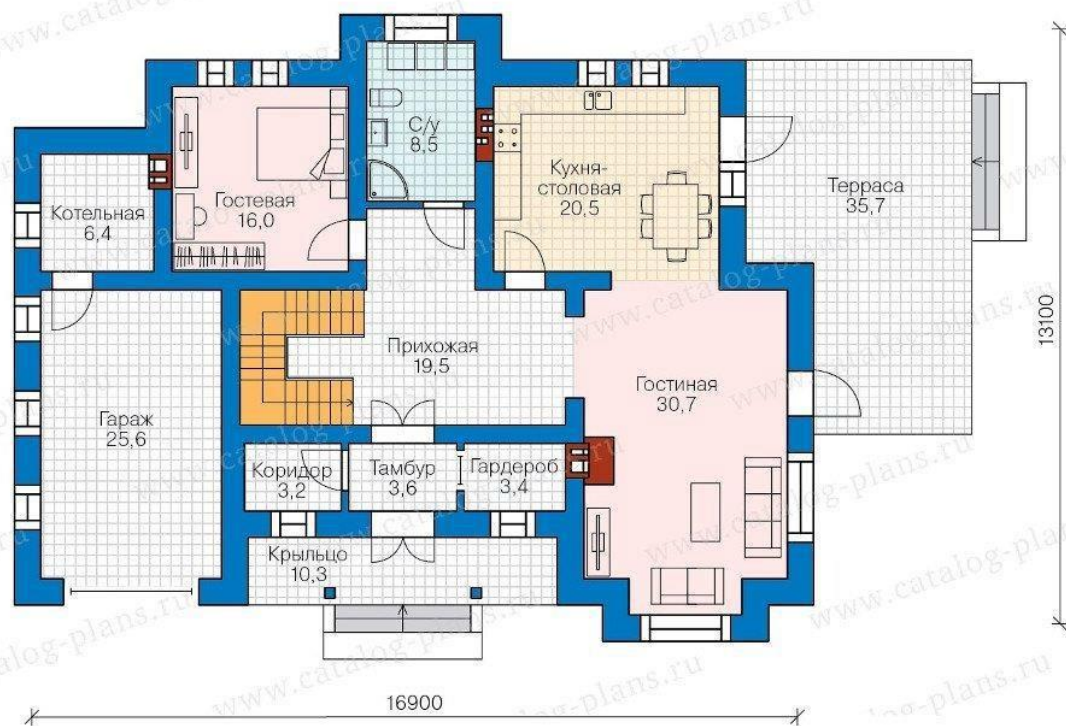 С/у
8,5
Кухня-
столовая
20,5
Терраса
35,7
Гостевая
16,0
Котельная
6,4
Прихожая
19,5
Гостиная
30,7
Гараж
25,6
Коридор
3,2
Тамбур
3,6
Гардероб
3,4
Крыльцо
10,3
13100
16900
www.catalog-plans.ru